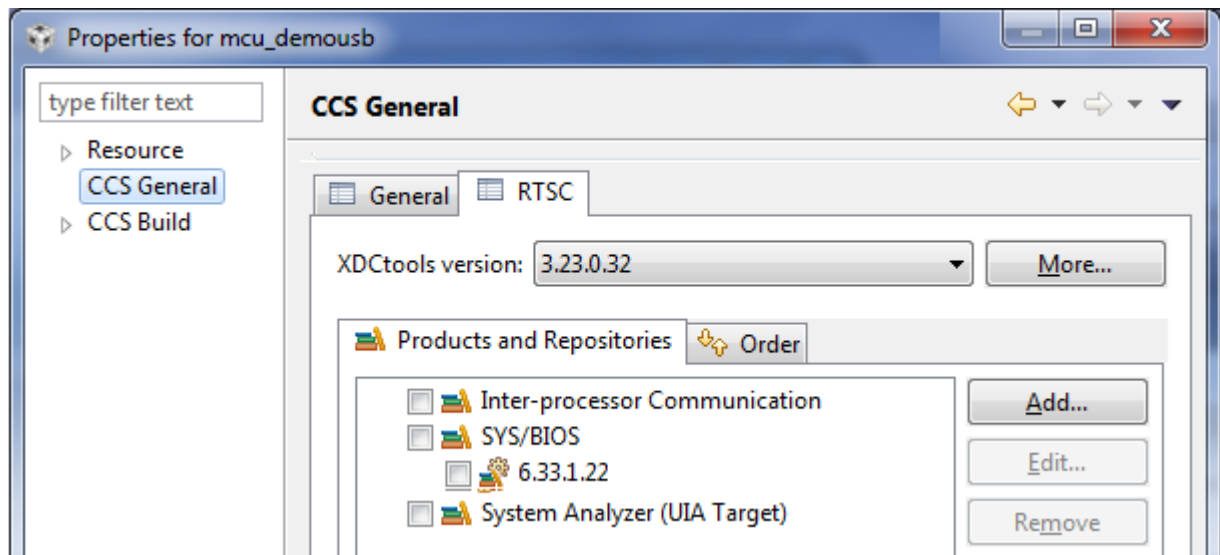 Properties for mcu_demousb
type filter text
Resource
CCS General
CCS Build
CCS General
General
RTSC
XDCtools version: 3.23.0.32
More...
Products and Repositories
Order
Inter-processor Communication
SYS/BIOS
6.33.1.22
System Analyzer (UIA Target)
Add...
Edit...
Remove